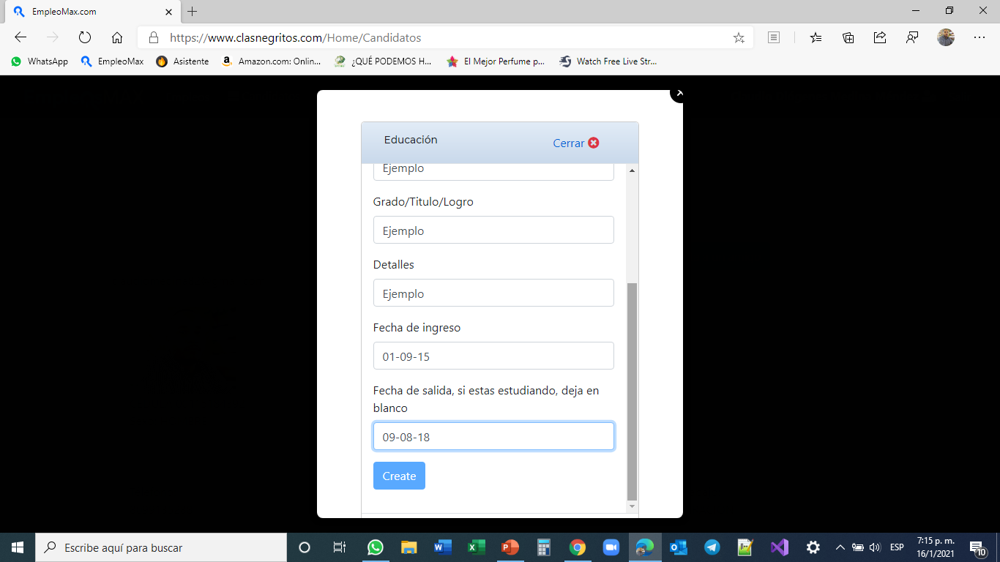 EmpleoMax.com
https://www.clasnegritos.com/Home/Candidatos
WhatsApp
EmpleoMax
Asistente
Amazon.com: Onlin...
¿QUÉ PODEMOS H...
El Mejor Perfume p...
Watch Free Live Str...
Educación
Cerrar
Ejemplo
Grado/Titulo/Logro
Ejemplo
Detalles
Ejemplo
Fecha de ingreso
01-09-15
Fecha de salida, si estas estudiando, deja en
blanco
09-08-18
Create
Escribe aquí para buscar
ESP
7:15 p. m.
16/1/2021
10